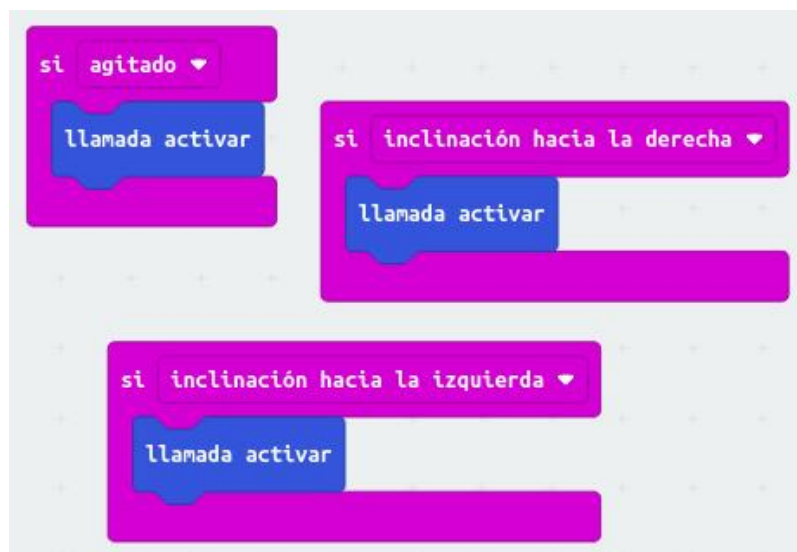 si agitado
llamada activar
si inclinación hacia la derecha
llamada activar
si inclinación hacia la izquierda
llamada activar